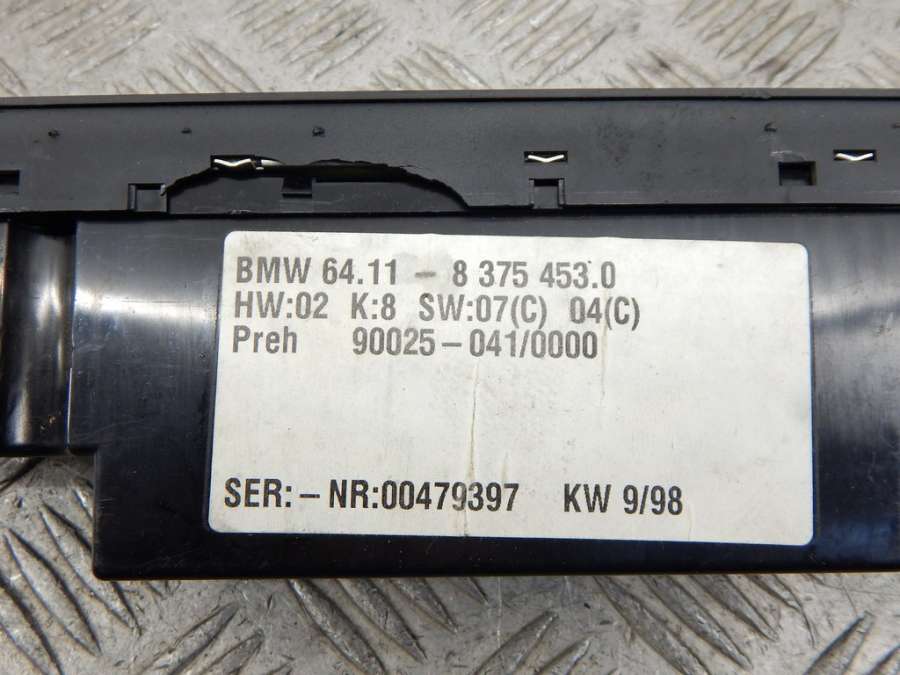 BMW 64.11 - 8 375 453.0
HW:02 K:8 SW:07(C) 04(C)
Preh 90025-041/0000
SER:-NR:00479397 KW 9/98